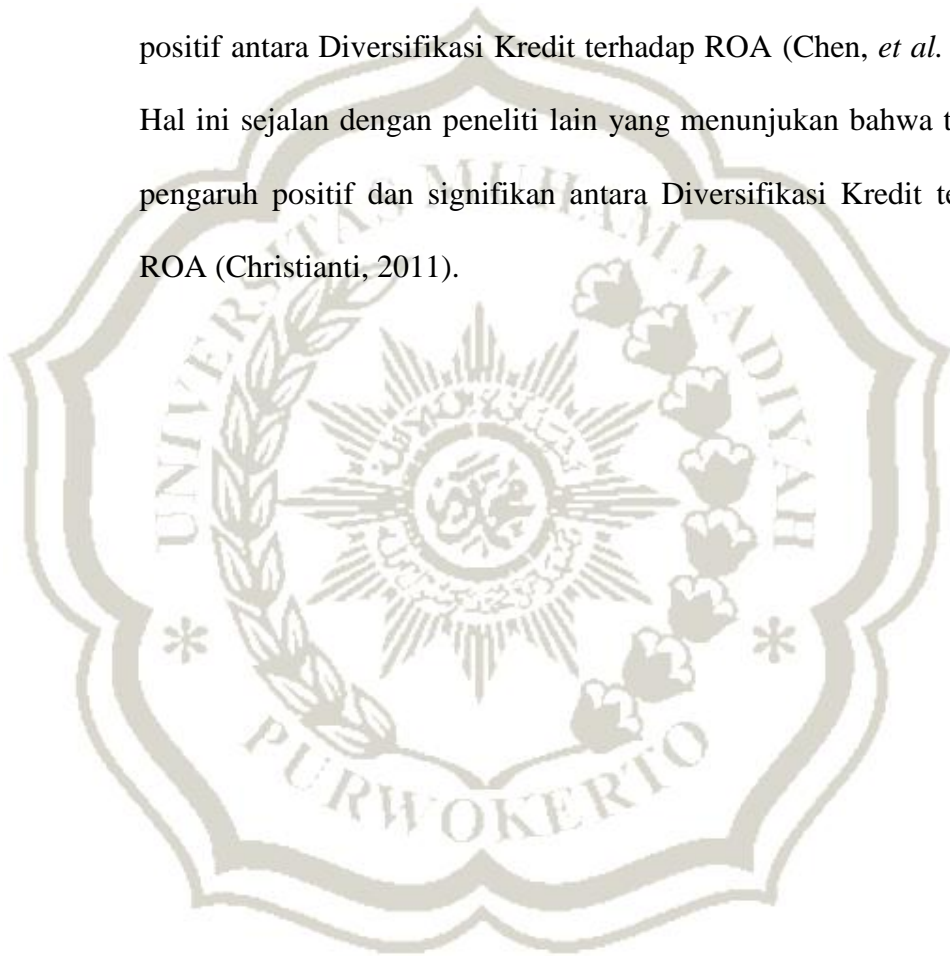 positif antara Diversifikasi Kredit terhadap ROA (Chen, et al.
Hal ini sejalan dengan peneliti lain yang menunjukan bahwa t
pengaruh positif dan signifikan antara Diversifikasi Kredit te
ROA (Christianti, 2011).
UNIVERSITAS MUHAMMADIYAH
PURWOKERTO